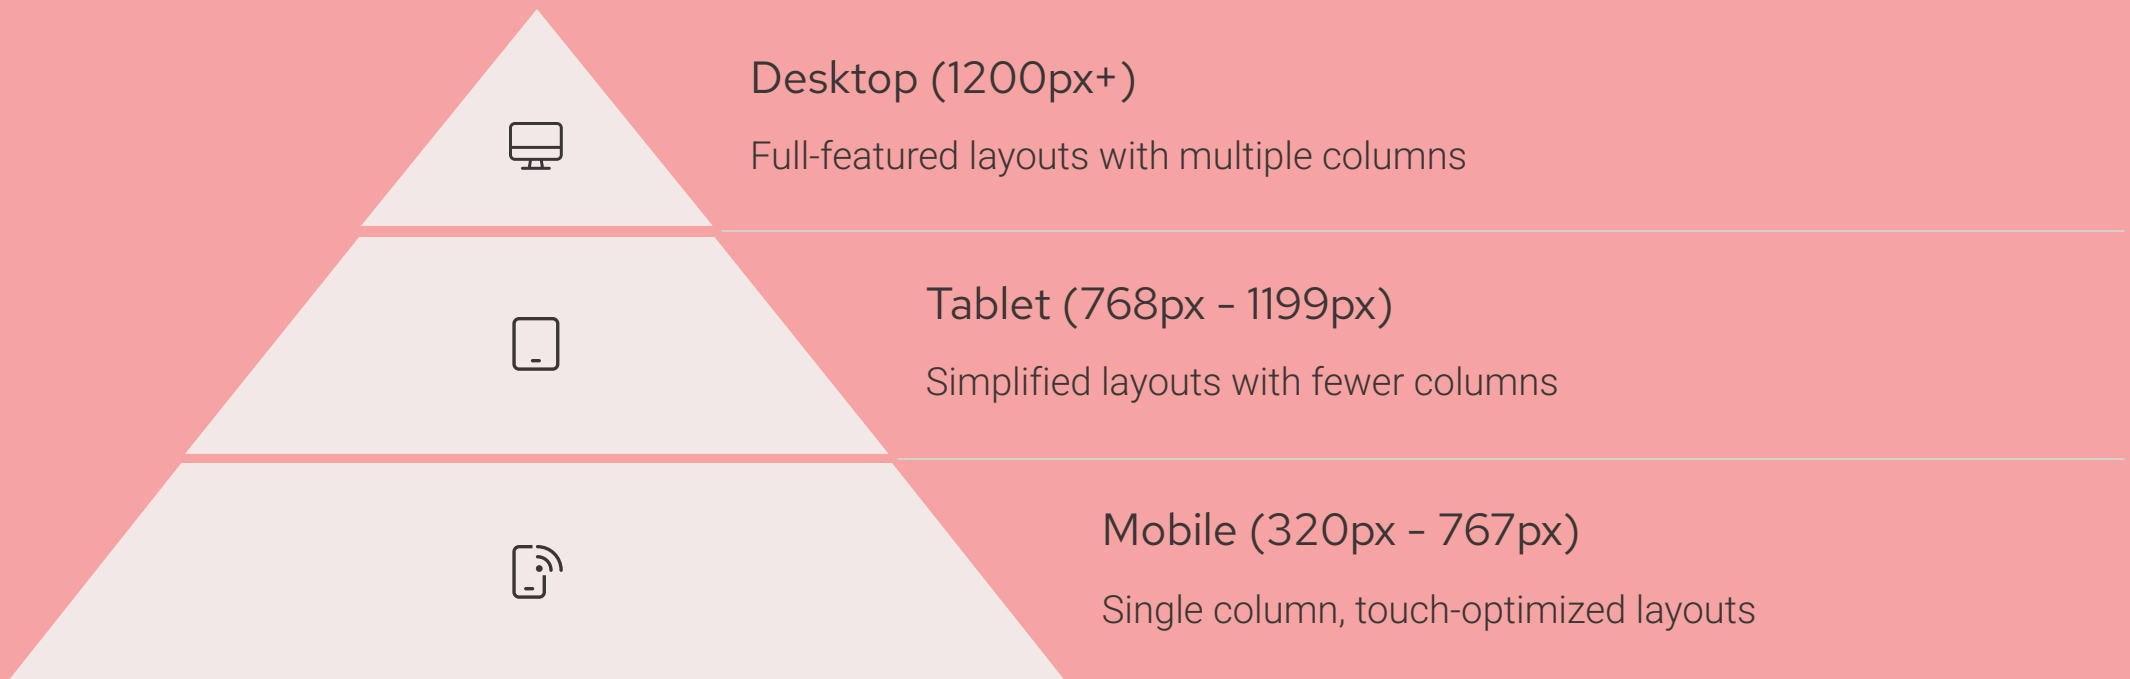 Desktop (1200px+)
Full-featured layouts with multiple columns
Tablet (768px - 1199px)
Simplified layouts with fewer columns
Mobile (320px - 767px)
Single column, touch-optimized layouts